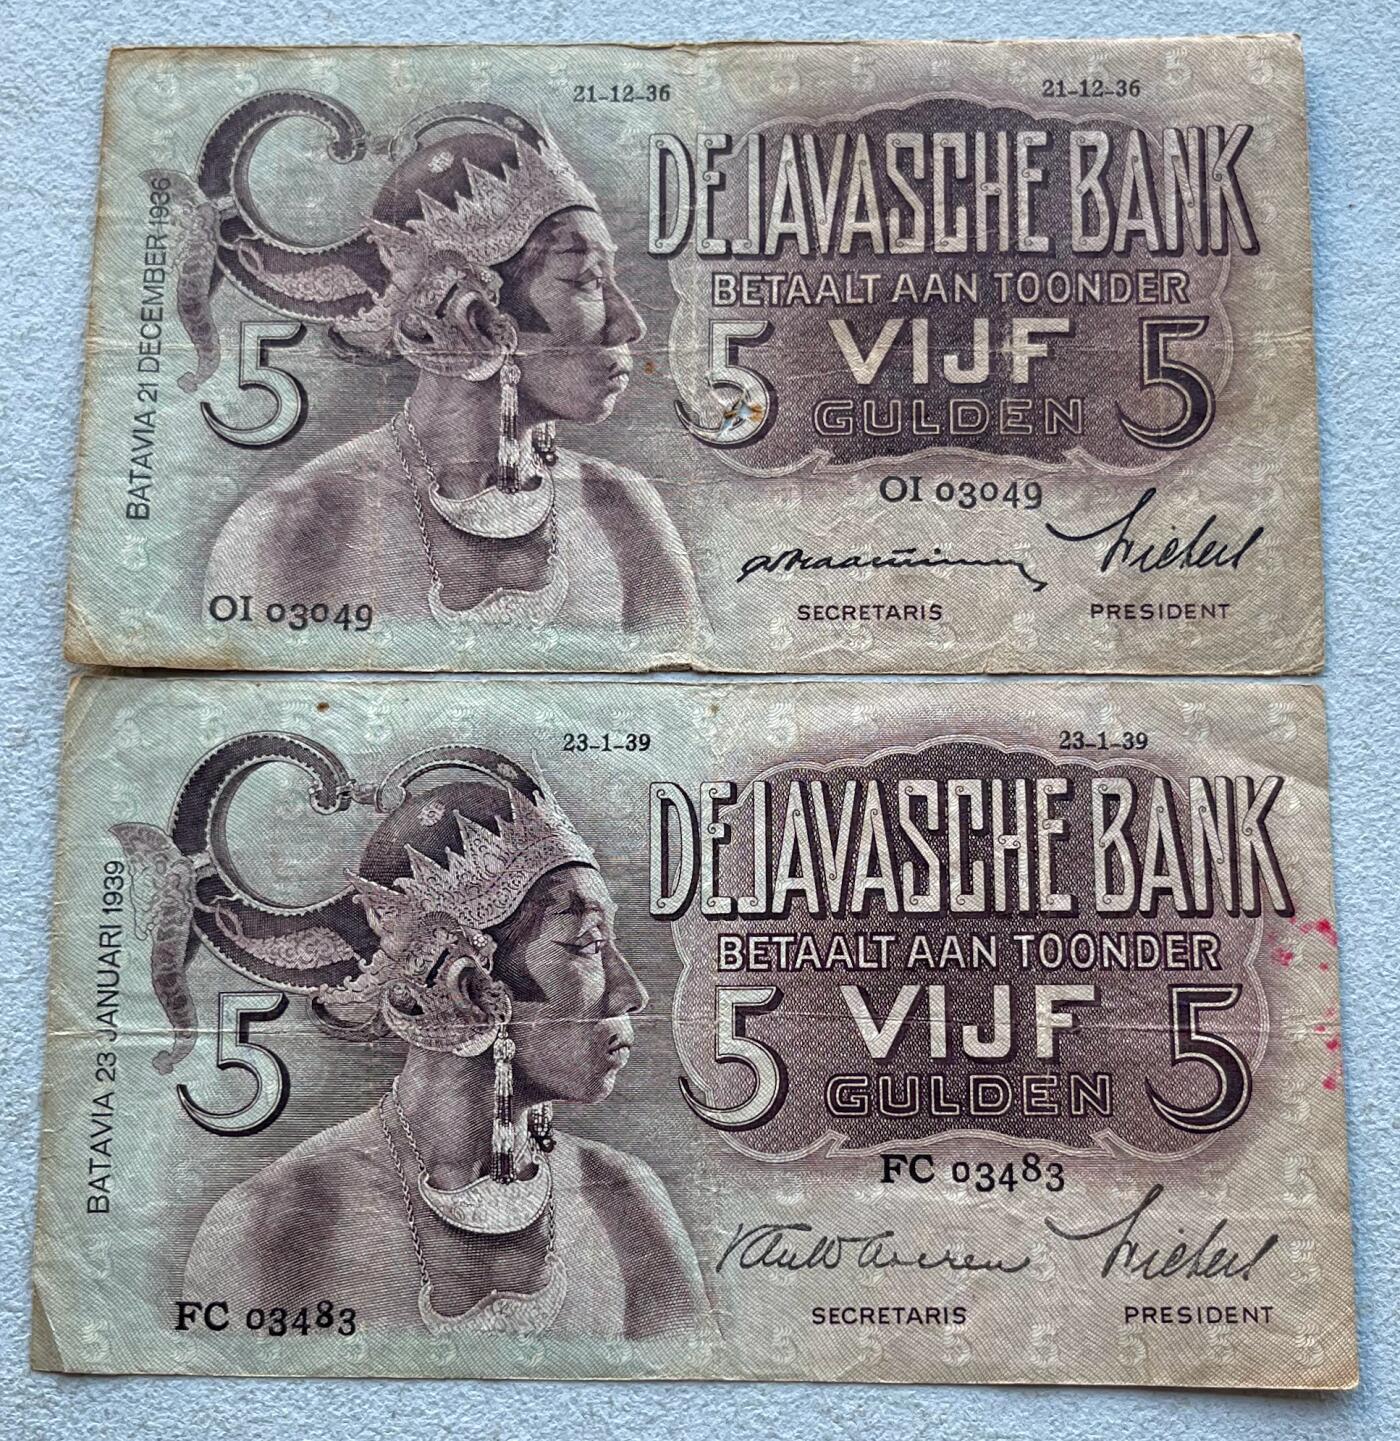 21-12-36
21-12-36
DE JAVASCHE BANK
BETAALT AAN TOONDER
5 VIJF 5
GULDEN
5
BATAVIA 21 DECEMBER 1936
OI 03049
OI 03049
SECRETARIS
PRESIDENT
23-1-39
23-1-39
DE JAVASCHE BANK
BETAALT AAN TOONDER
5 VIJF 5
GULDEN
5
BATAVIA 23 JANUARI 1939
FC 03483
FC 03483
SECRETARIS
PRESIDENT